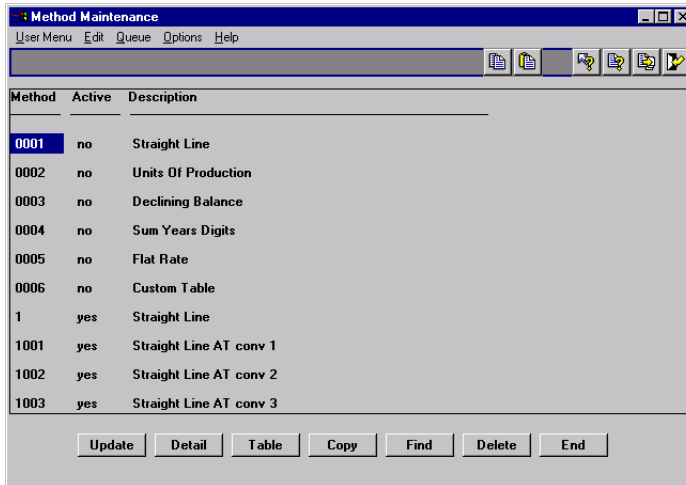 Method Maintenance
User Menu Edit Queue Options Help
Method Active Description
0001 no Straight Line
0002 no Units Of Production
0003 no Declining Balance
0004 no Sum Years Digits
0005 no Flat Rate
0006 no Custom Table
1 yes Straight Line
1001 yes Straight Line AT conv 1
1002 yes Straight Line AT conv 2
1003 yes Straight Line AT conv 3
Update Detail Table Copy Find Delete End